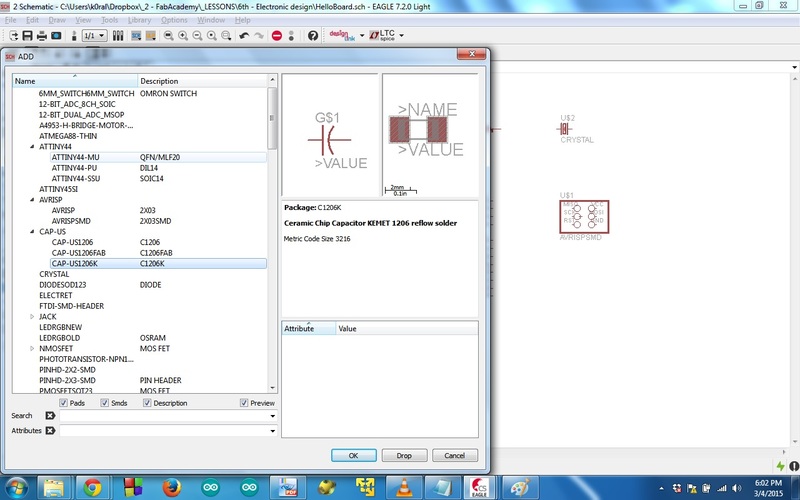 2 Schematic - C:\Users\k0ral\Dropbox\_2 - FabAcademy\_LESSONS\6th - Electronic design\HelloBoard.sch - EAGLE 7.2.0 Light
File Edit Draw View Tools Library Options Window Help
1/1
design link
LTC spice
ADD
Name Description
6MM_SWITCH6MM_SWITCH OMRON SWITCH
12-BIT_ADC_8CH_SOIC
12-BIT_DUAL_ADC_MSOP
A4953-H-BRIDGE-MOTOR-...
ATMEGA88-THIN
ATTINY44
ATTINY44-MU QFN/MLF20
ATTINY44-PU DIL14
ATTINY44-SSU SOIC14
ATTINY45SI
AVRISP
AVRISP 2X03
AVRISPSMD 2X03SMD
CAP-US
CAP-US1206 C1206
CAP-US1206FAB C1206FAB
CAP-US1206K C1206K
CRYSTAL
DIODESOD123 DIODE
ELECTRET
FTDI-SMD-HEADER
JACK
LEDRGBNEW
LEDRGBOLD OSRAM
NMOSFET MOS FET
PHOTOTRANSISTOR-NPN1...
PINHD-2X2-SMD
PINHD-2X3-SMD PIN HEADER
PMOSFETSOT23 MOS FET
Pads Smds Description Preview
Search
Attributes
G$1
>VALUE
>NAME
>VALUE
2mm
0.1in
Package: C1206K
Ceramic Chip Capacitor KEMET 1206 reflow solder
Metric Code Size 3216
Attribute Value
OK Drop Cancel
U$2
CRYSTAL
U$1
AVRISPSMD
CS
EAGLE
6:02 PM
3/4/2015